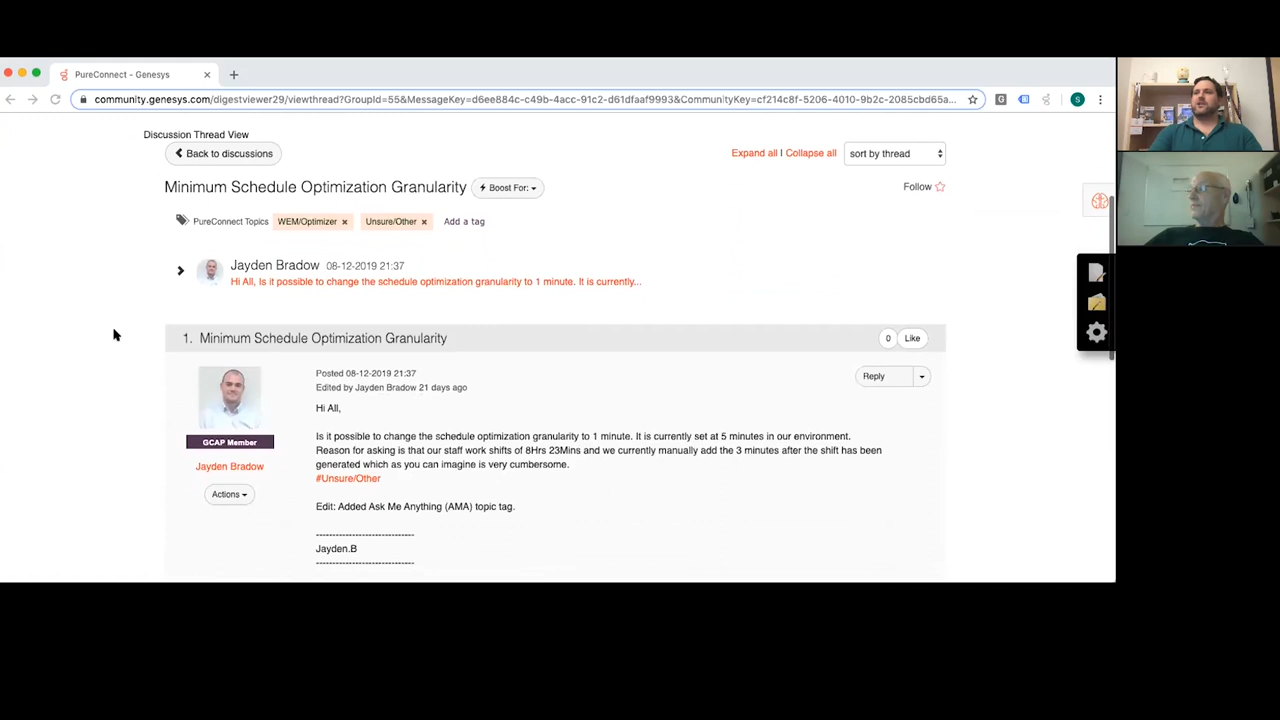 PureConnect - Genesys
community.genesys.com/digestviewer29/viewthread?GroupId=55&MessageKey=d6ee884c-c49b-4acc-91c2-d61dfaaf9993&CommunityKey=cf214c8f-5206-4010-9b2c-2085cbd65a...
Discussion Thread View
Back to discussions
Expand all | Collapse all
sort by thread
Minimum Schedule Optimization Granularity
Boost For:
Follow
PureConnect Topics
WEM/Optimizer
Unsure/Other
Add a tag
Jayden Bradow 08-12-2019 21:37
Hi All, Is it possible to change the schedule optimization granularity to 1 minute. It is currently...
1. Minimum Schedule Optimization Granularity
0 Like
Posted 08-12-2019 21:37
Edited by Jayden Bradow 21 days ago
Reply
Hi All,
Is it possible to change the schedule optimization granularity to 1 minute. It is currently set at 5 minutes in our environment.
Reason for asking is that our staff work shifts of 8Hrs 23Mins and we currently manually add the 3 minutes after the shift has been
generated which as you can imagine is very cumbersome.
#Unsure/Other
GCAP Member
Jayden Bradow
Actions
Edit: Added Ask Me Anything (AMA) topic tag.
------------------------------
Jayden.B
------------------------------